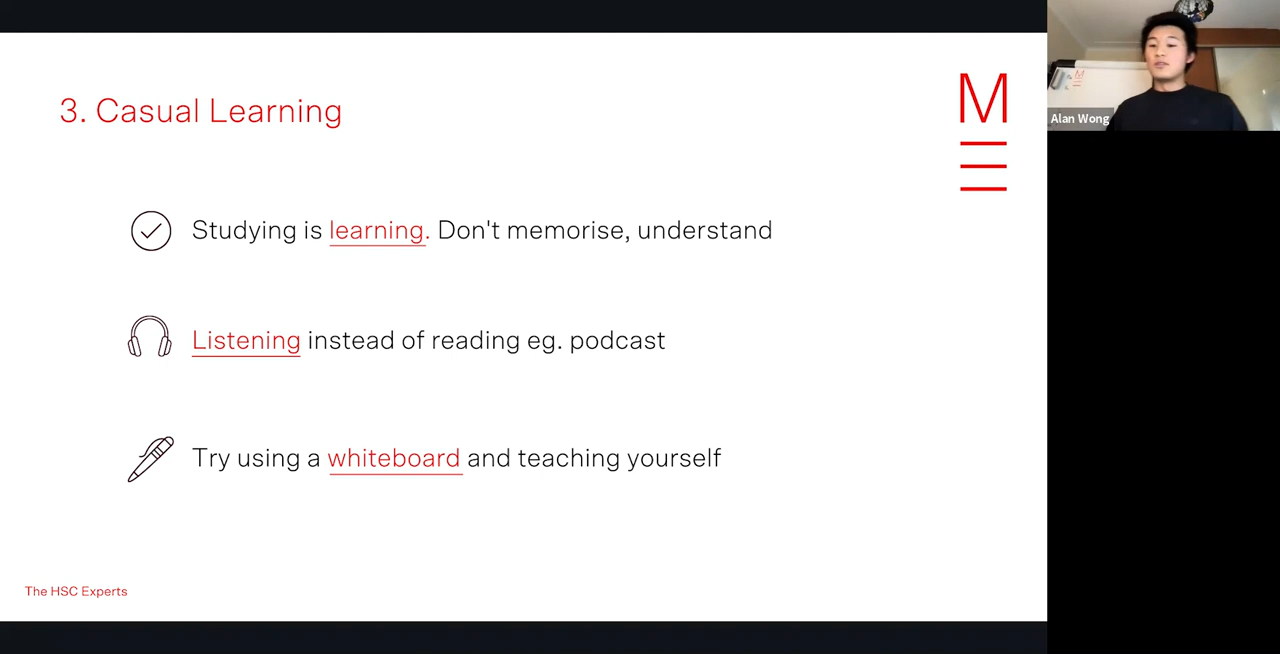 3. Casual Learning
M
Studying is learning. Don't memorise, understand
Listening instead of reading eg. podcast
Try using a whiteboard and teaching yourself
The HSC Experts
M
Alan Wong